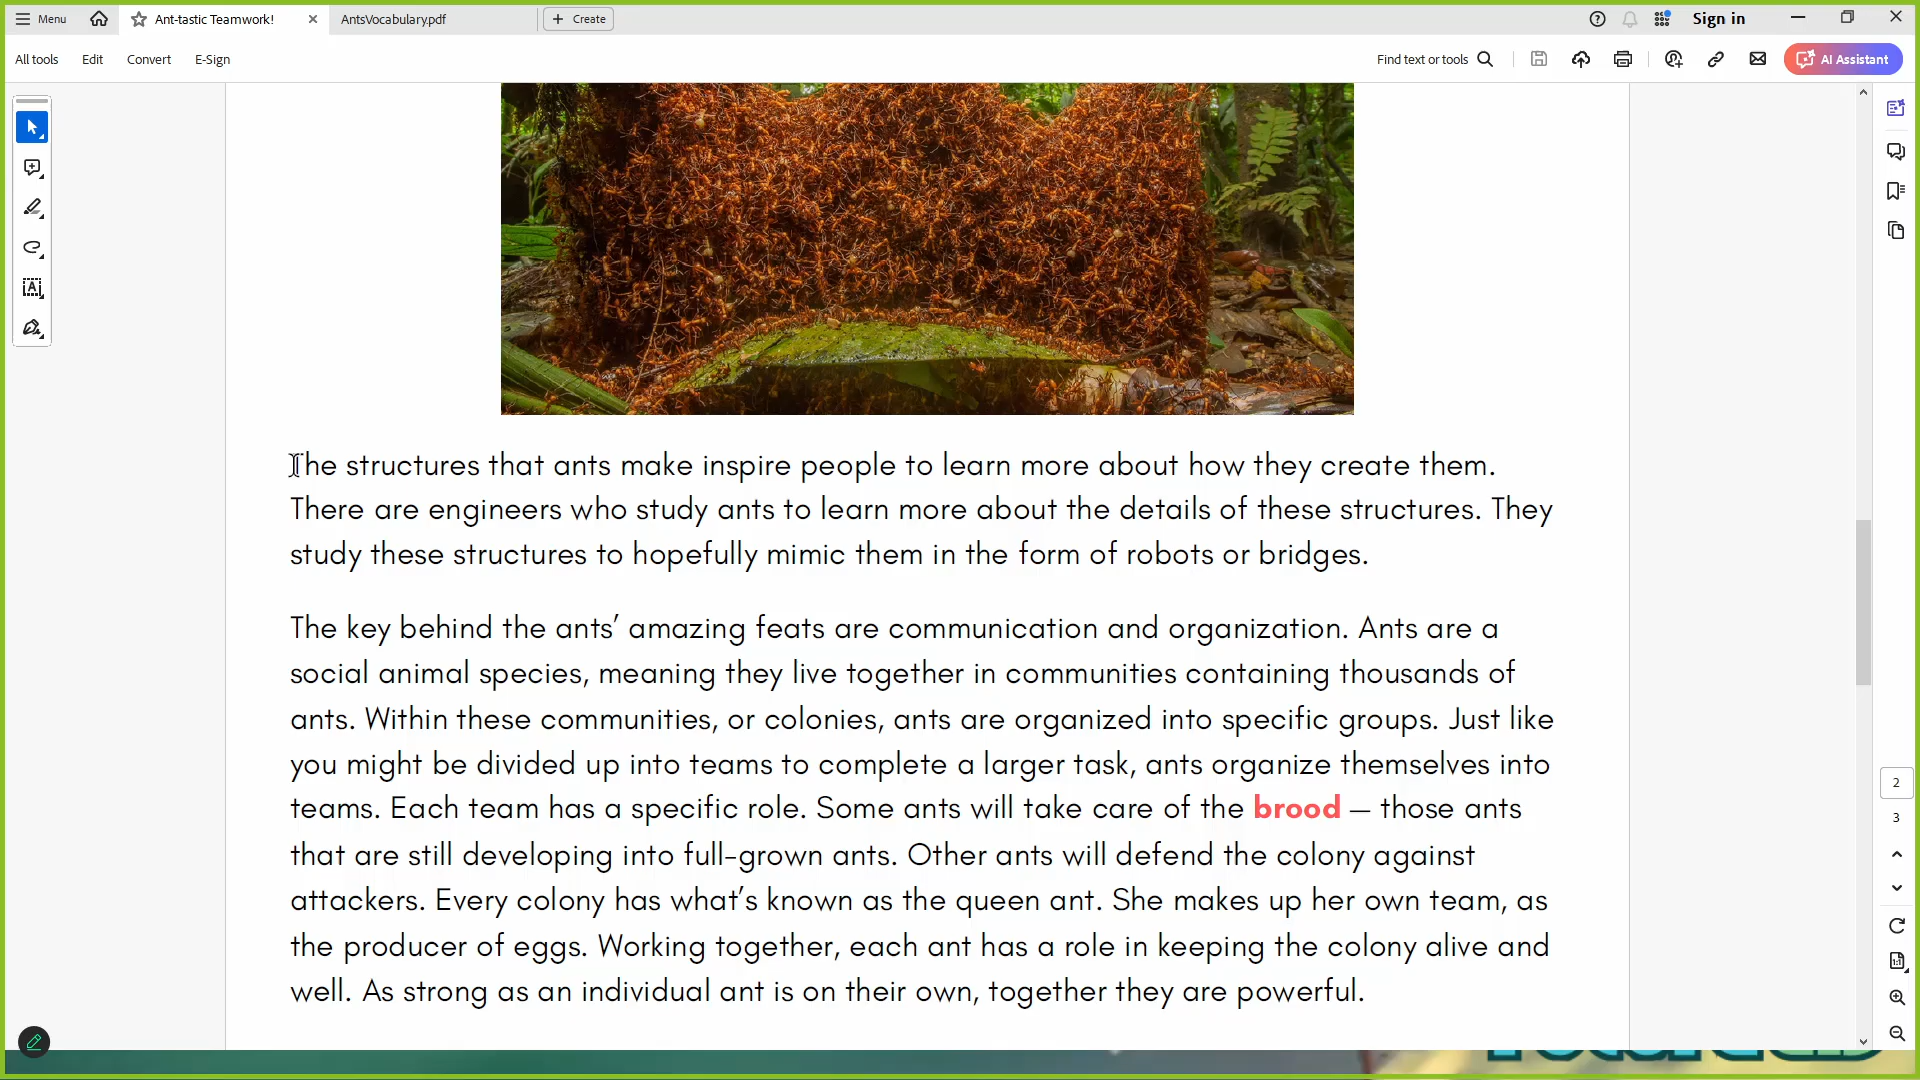 Menu
Ant-tastic Teamwork!
AntsVocabulary.pdf
Create
Sign in
All tools
Edit
Convert
E-Sign
Find text or tools
AI Assistant
The structures that ants make inspire people to learn more about how they create them.
There are engineers who study ants to learn more about the details of these structures. They
study these structures to hopefully mimic them in the form of robots or bridges.
The key behind the ants’ amazing feats are communication and organization. Ants are a
social animal species, meaning they live together in communities containing thousands of
ants. Within these communities, or colonies, ants are organized into specific groups. Just like
you might be divided up into teams to complete a larger task, ants organize themselves into
teams. Each team has a specific role. Some ants will take care of the brood — those ants
that are still developing into full-grown ants. Other ants will defend the colony against
attackers. Every colony has what’s known as the queen ant. She makes up her own team, as
the producer of eggs. Working together, each ant has a role in keeping the colony alive and
well. As strong as an individual ant is on their own, together they are powerful.
2
3